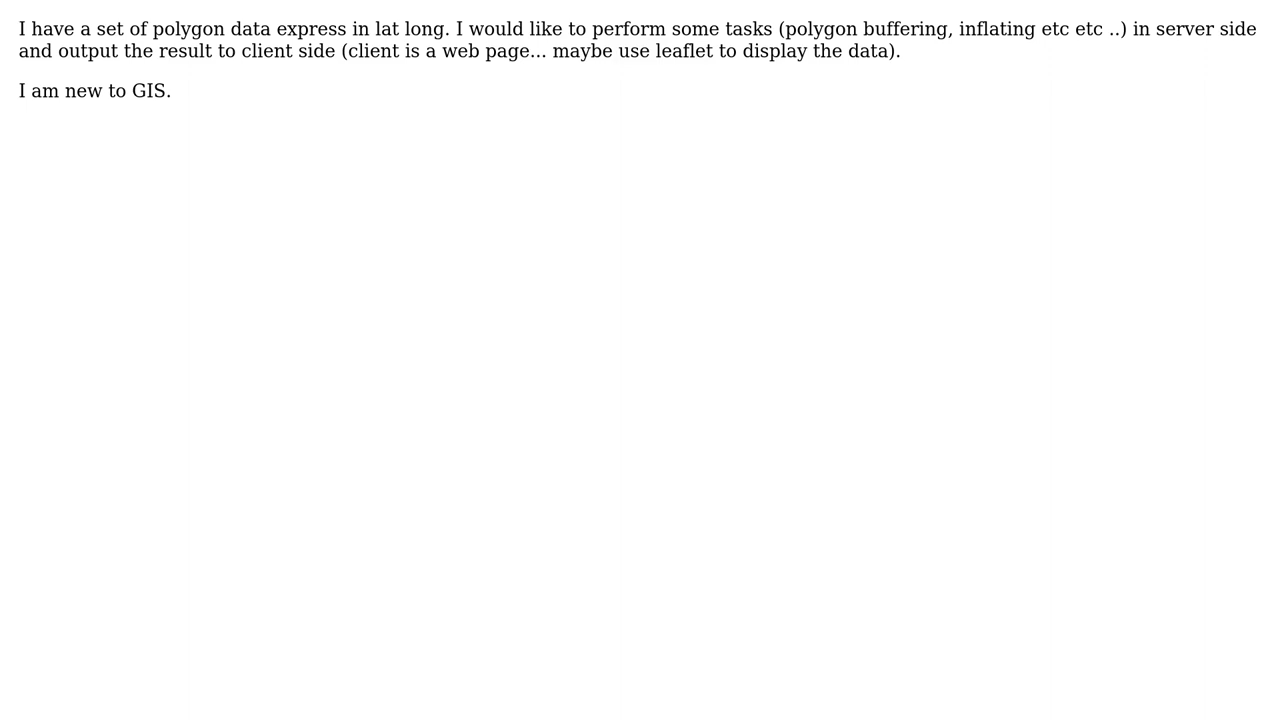 I have a set of polygon data express in lat long. I would like to perform some tasks (polygon buffering, inflating etc etc ..) in server side
and output the result to client side (client is a web page... maybe use leaflet to display the data).
I am new to GIS.